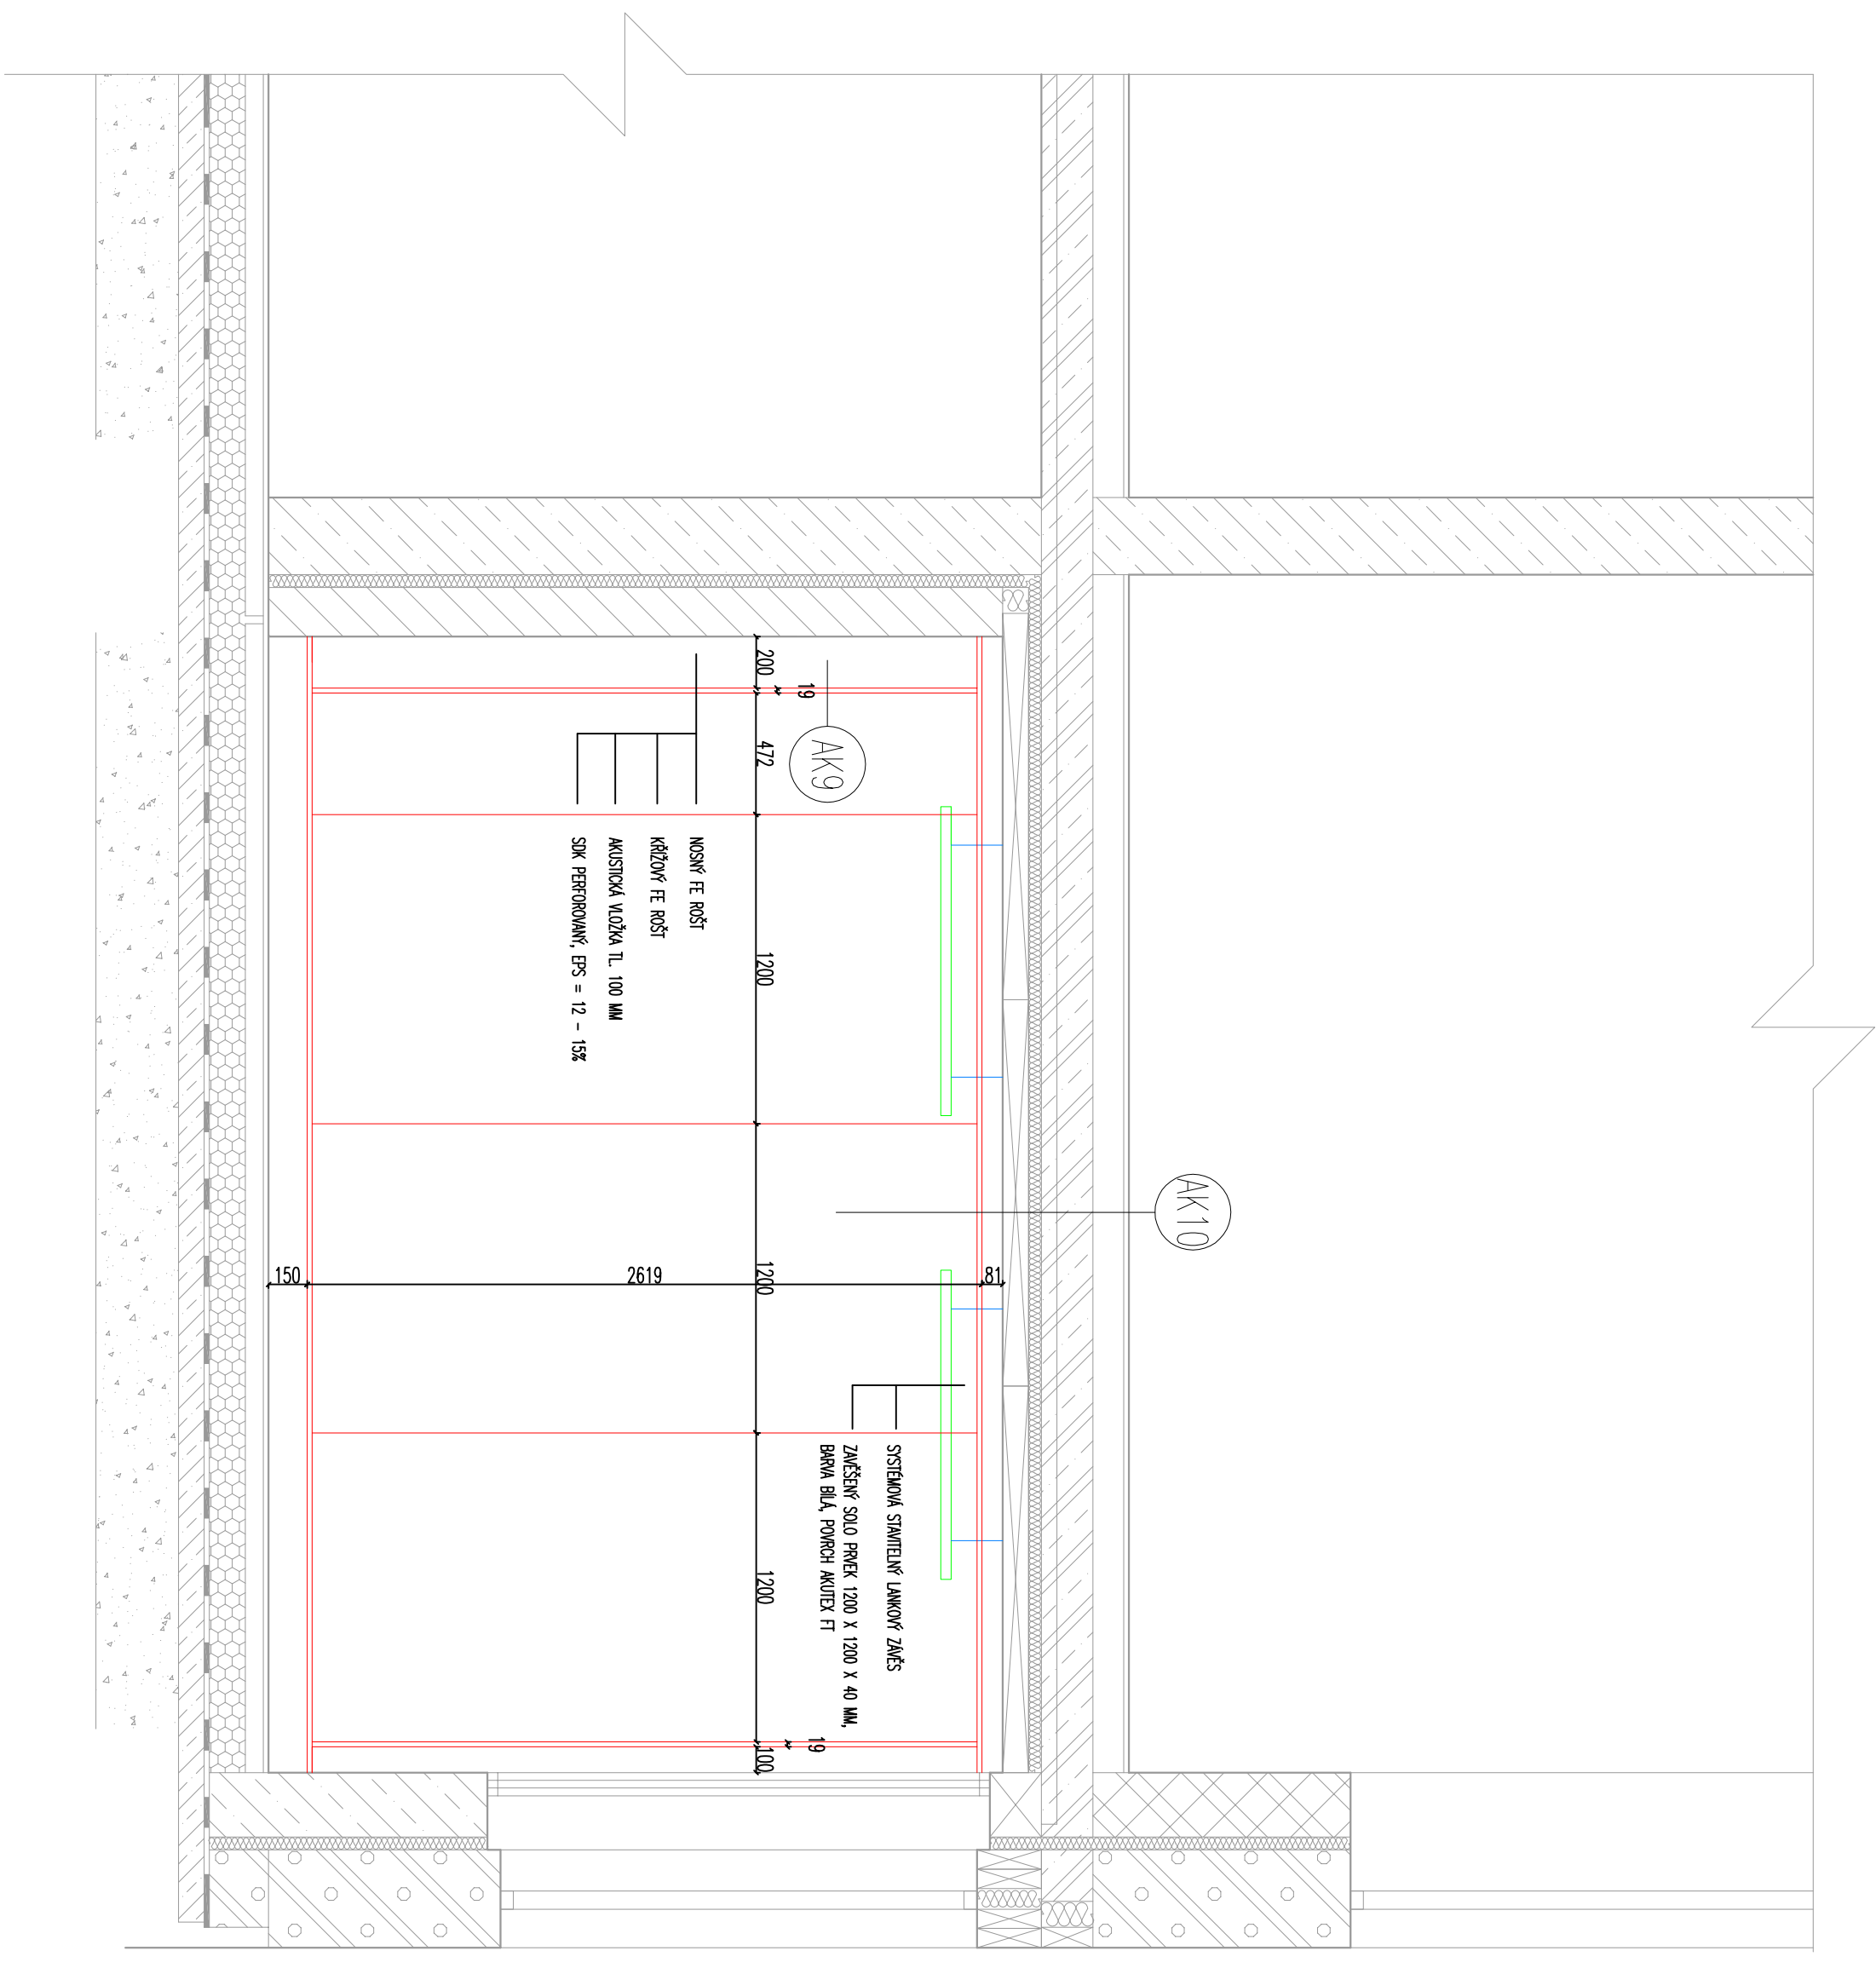 AK10
81
AK9
19
200
472
1200
1200
1200
19
100
2619
150
NOSNÝ FE ROŠT
KŘÍŽOVÝ FE ROŠT
AKUSTICKÁ VLOŽKA TL. 100 MM
SDK PERFOROVANÝ, EPS = 12 - 15%
SYSTÉMOVÁ STAVITELNÝ LANKOVÝ ZÁVĚS
ZAVĚŠENÝ SOLO PRVEK 1200 X 1200 X 40 MM,
BARVA BÍLÁ, POVRCH AKUTEX FT